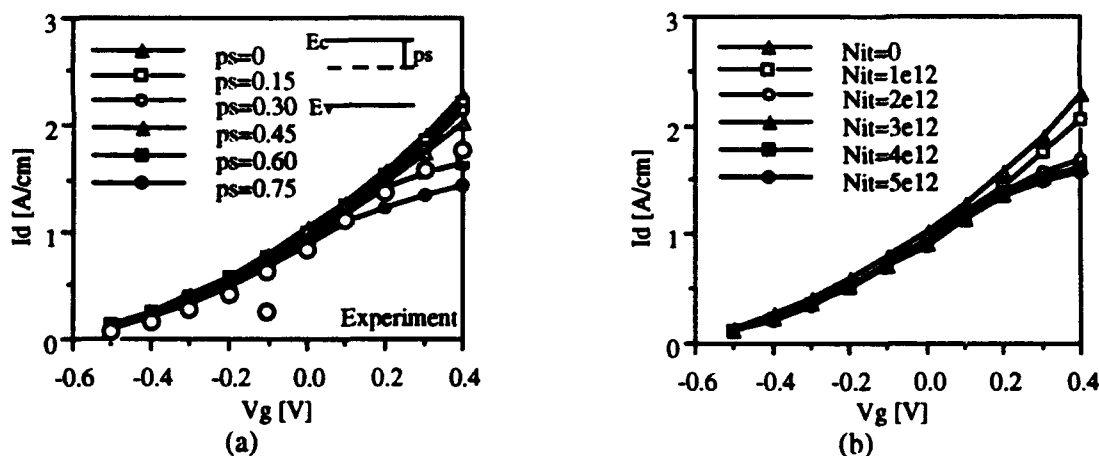 3
2
1
0
Id [A/cm]
ps=0
ps=0.15
ps=0.30
ps=0.45
ps=0.60
ps=0.75
Ec
ps
Ev
Experiment
-0.6 -0.4 -0.2 0.0 0.2 0.4
Vg [V]
(a)
3
2
1
0
Id [A/cm]
Nit=0
Nit=1e12
Nit=2e12
Nit=3e12
Nit=4e12
Nit=5e12
-0.6 -0.4 -0.2 0.0 0.2 0.4
Vg [V]
(b)